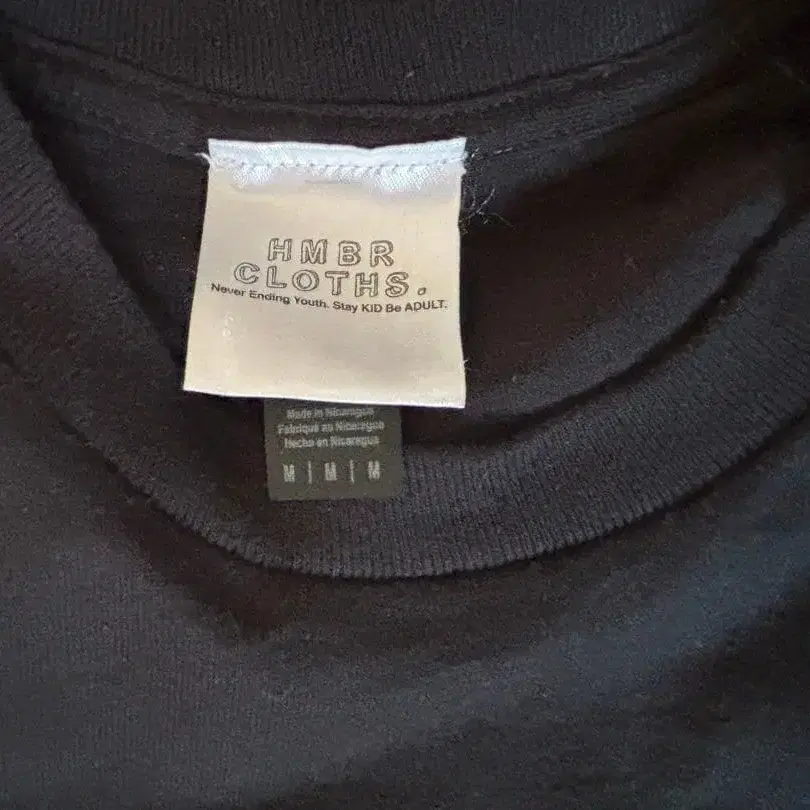 HMBR
CLOTHS.
Never Ending Youth. Stay KID Be ADULT.
Made in Nicaragua
Fabriqué au Nicaragua
Hecho en Nicaragua
M | M | M